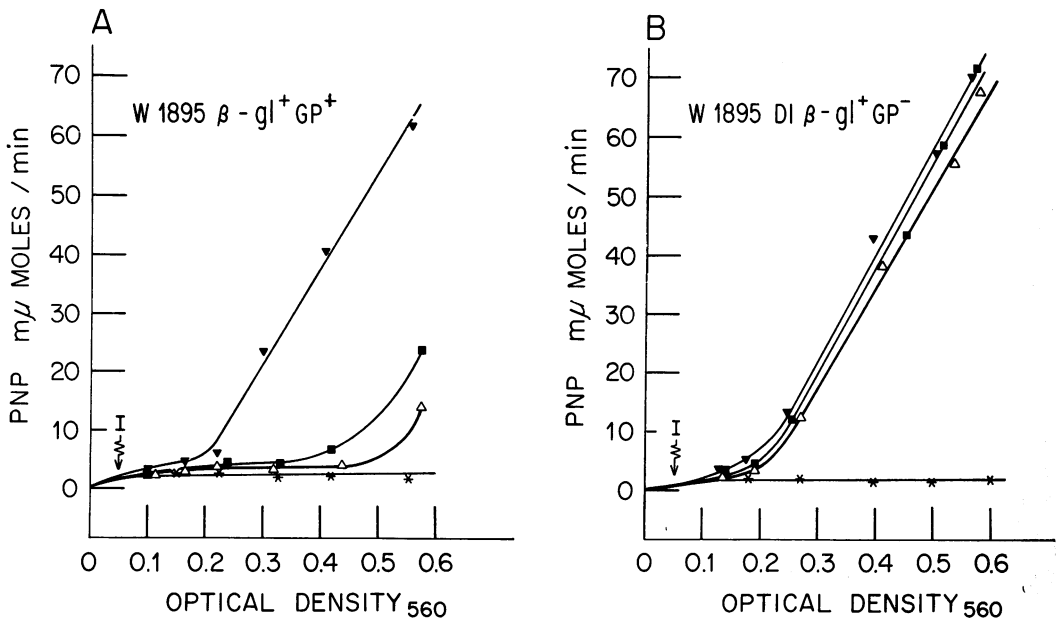 A
PNP mμ MOLES / min
70
60
50
40
30
20
10
0
W 1895 β - gl⁺ GP⁺
I
0 0.1 0.2 0.3 0.4 0.5 0.6
OPTICAL DENSITY₅₆₀
B
PNP mμ MOLES / min
70
60
50
40
30
20
10
0
W 1895 DI β - gl⁺ GP⁻
I
0 0.1 0.2 0.3 0.4 0.5 0.6
OPTICAL DENSITY₅₆₀